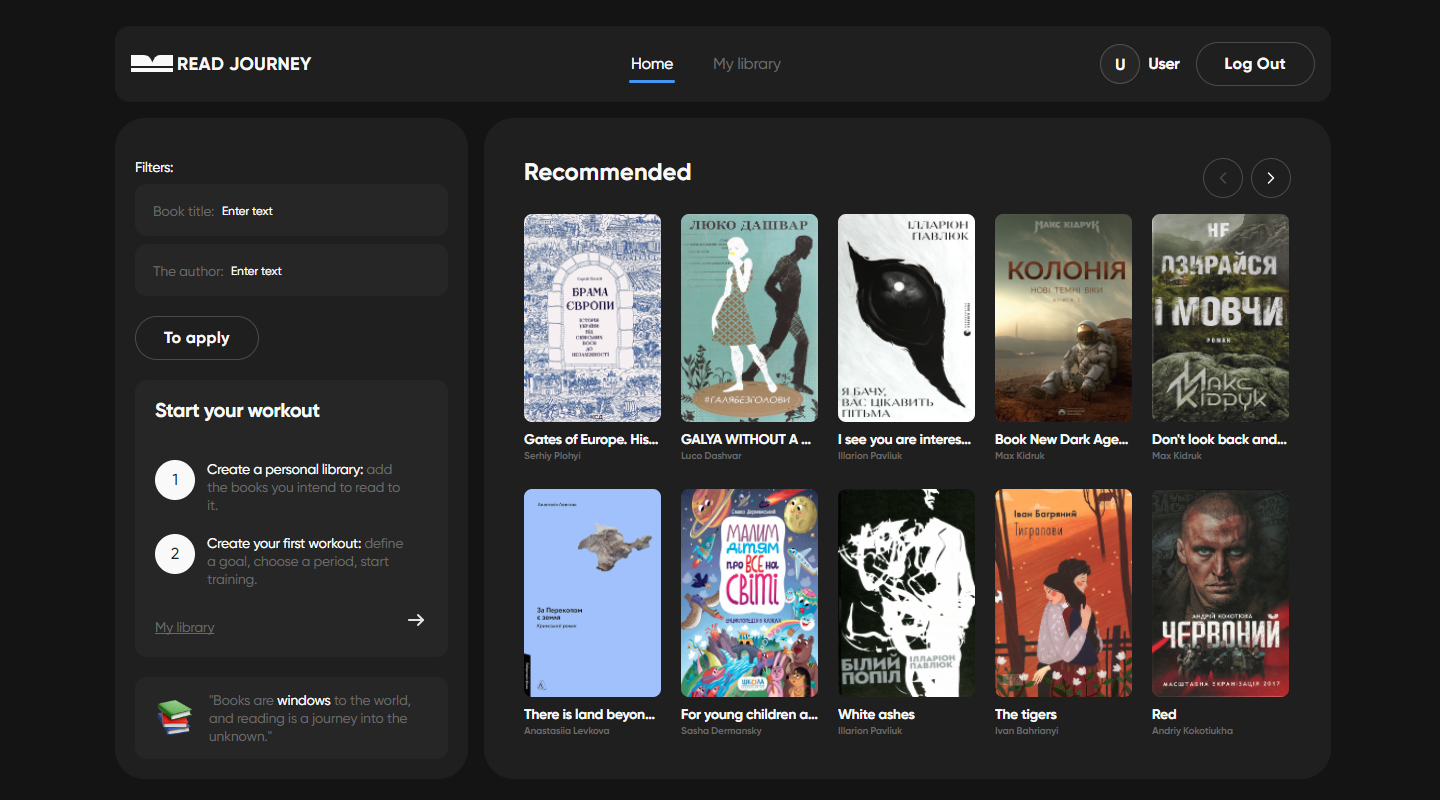 READ JOURNEY
Home
My library
U
User
Log Out
Filters:
Book title: Enter text
The author: Enter text
To apply
Start your workout
1
Create a personal library: add
the books you intend to read to
it.
2
Create your first workout: define
a goal, choose a period, start
training.
My library
"Books are windows to the world,
and reading is a journey into the
unknown."
Recommended
Сергій Плохій
БРАМА
ЄВРОПИ
ІСТОРІЯ
УКРАЇНИ
ВІД
СКІФСЬКИХ
ВОЄН
ДО
НЕЗАЛЕЖНОСТІ
Gates of Europe. His...
Serhiy Plohyi
ЛЮКО ДАШВАР
#ГАЛЯБЕЗГОЛОВИ
GALYA WITHOUT A ...
Luco Dashvar
ІЛЛАРІОН
ПАВЛЮК
Я БАЧУ,
ВАС ЦІКАВИТЬ
ПІТЬМА
I see you are interes...
Illarion Pavliuk
МАКС КІДРУК
КОЛОНІЯ
НОВІ ТЕМНІ ВІКИ
Book New Dark Age...
Max Kidruk
НЕ
ОЗИРАЙСЯ
І МОВЧИ
РОМАН
Макс
Кідрук
Don't look back and...
Max Kidruk
Анастасія Левкова
За Перекопом
є земля
Кримський роман
There is land beyon...
Anastasiia Levkova
Сашко Дерманський
МАЛИМ
ДІТЯМ
ПРО ВСЕ НА
СВІТІ
ЕНЦИКЛОПЕДІЯ В КАЗКАХ
ШКОЛА
For young children a...
Sasha Dermansky
БІЛИЙ
ПОПІЛ
ІЛЛАРІОН
ПАВЛЮК
White ashes
Illarion Pavliuk
Іван Багряний
Тигролови
The tigers
Ivan Bahrianyi
АНДРІЙ КОКОТЮХА
ЧЕРВОНИЙ
МАСШТАБНА ЕКРАНІЗАЦІЯ 2017
Red
Andriy Kokotiukha